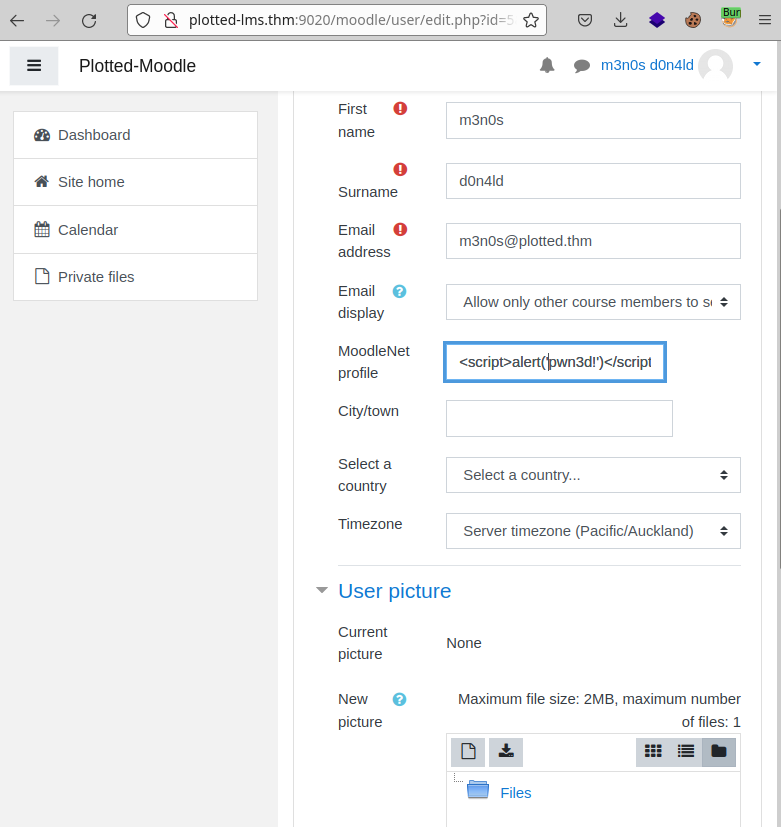 plotted-lms.thm:9020/moodle/user/edit.php?id=5
Bur
Plotted-Moodle
m3n0s d0n4ld
Dashboard
Site home
Calendar
Private files
First
name
m3n0s
Surname
d0n4ld
Email
address
m3n0s@plotted.thm
Email
display
Allow only other course members to s
MoodleNet
profile
<script>alert('pwn3d!')</script
City/town
Select a
country
Select a country...
Timezone
Server timezone (Pacific/Auckland)
User picture
Current
picture
None
New
picture
Maximum file size: 2MB, maximum number
of files: 1
Files